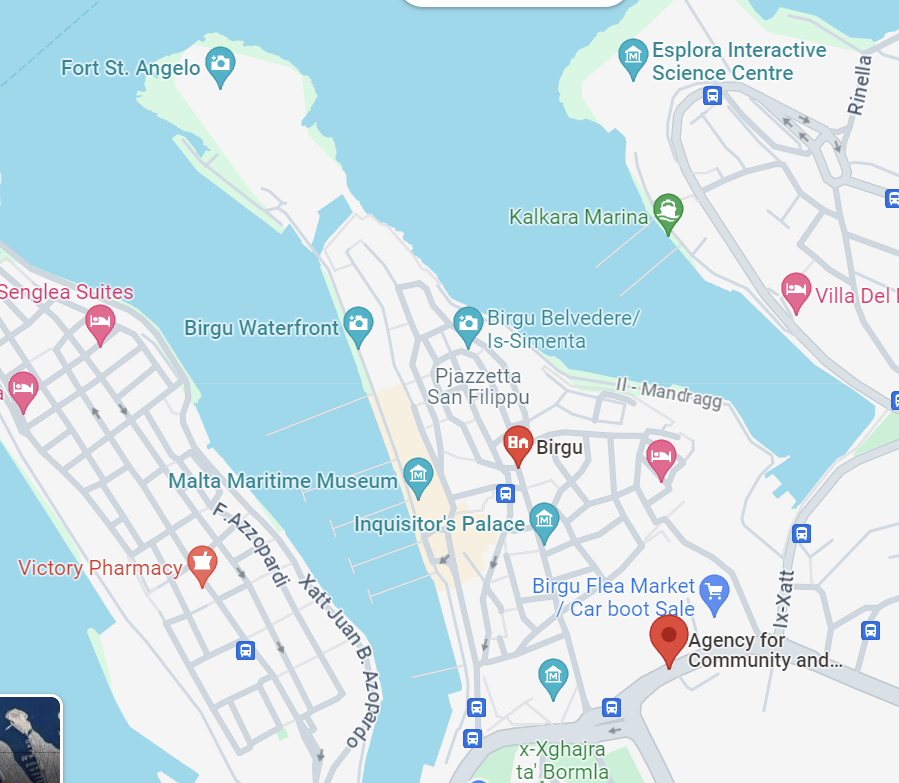 Fort St. Angelo
Esplora Interactive
Science Centre
Rinella
Kalkara Marina
Senglea Suites
Villa Del
Birgu Waterfront
Birgu Belvedere/
Is-Simenta
Pjazzetta
San Filippu
Il - Mandragg
Birgu
Malta Maritime Museum
Inquisitor's Palace
F. Azzopardi
Victory Pharmacy
Xatt Juan B. Azopardo
Birgu Flea Market
/ Car boot Sale
Ix-Xatt
Agency for
Community and...
x-Xghajra
ta' Bormla